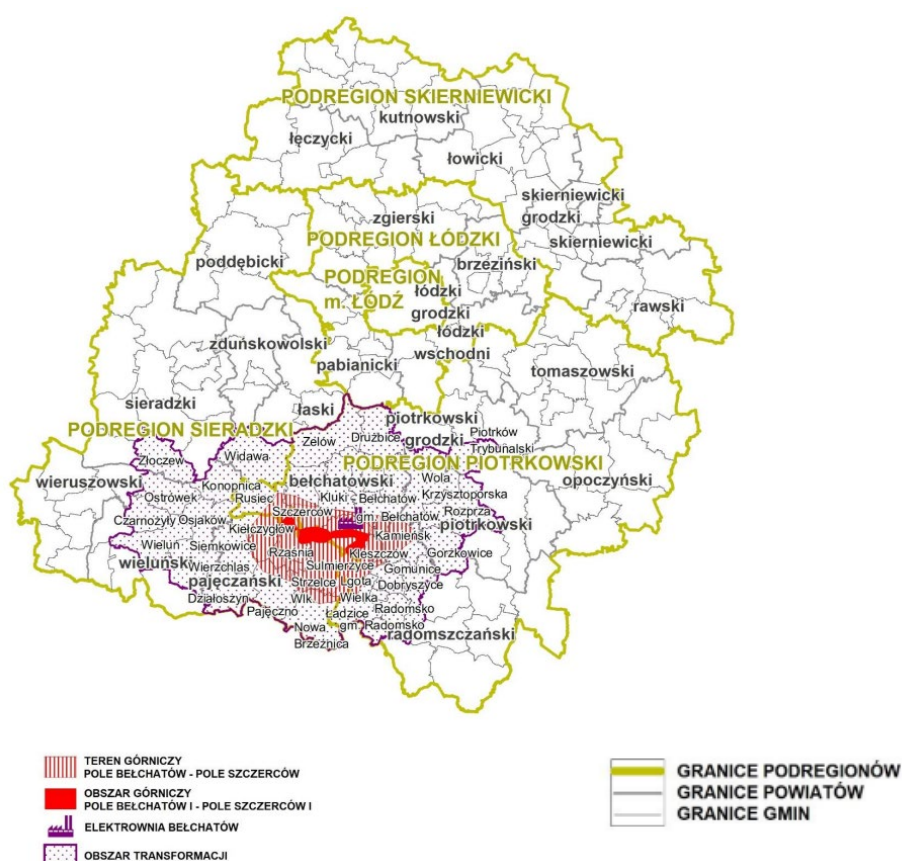 PODREGION SKIERNIEWICKI
kutnowski
łęczycki
łowicki
skierniewicki
grodzki
skierniewicki
zgierski
PODREGION ŁÓDZKI
brzeziński
poddębicki
PODREGION
m. ŁÓDŹ
łódzki
grodzki
rawski
łódzki
wschodni
zduńskowolski
pabianicki
tomaszowski
sieradzki
łaski
piotrkowski
grodzki
Piotrków
Trybunalski
PODREGION SIERADZKI
Zelów
Drużbice
PODREGION PIOTRKOWSKI
Złoczew
Widawa
wieruszowski
Konopnica
bełchatowski
Wola
Krzysztoporska
opoczyński
Ostrówek
Rusiec
Kluki
Bełchatów
Szczerców
gm. Bełchatów
Rozprza
piotrkowski
Czarnożyły
Osjaków
Kiełczygłów
Kamieńsk
Wieluń
Siemkowice
Rząśnia
Kleszczów
Gorzkowice
wieluńsk
Wierzchlas
Sulmierzyce
Gomunice
pajęczański
Strzelce
Wlk.
Lgota
Wielka
Dobryszyce
Działoszyn
Pajęczno
Ładzice
Radomsko
Nowa
Brzeźnica
gm. Radomsko
radomszczański
TEREN GÓRNICZY
POLE BEŁCHATÓW - POLE SZCZERCÓW
OBSZAR GÓRNICZY
POLE BEŁCHATÓW I - POLE SZCZERCÓW I
ELEKTROWNIA BEŁCHATÓW
OBSZAR TRANSFORMACJI
GRANICE PODREGIONÓW
GRANICE POWIATÓW
GRANICE GMIN